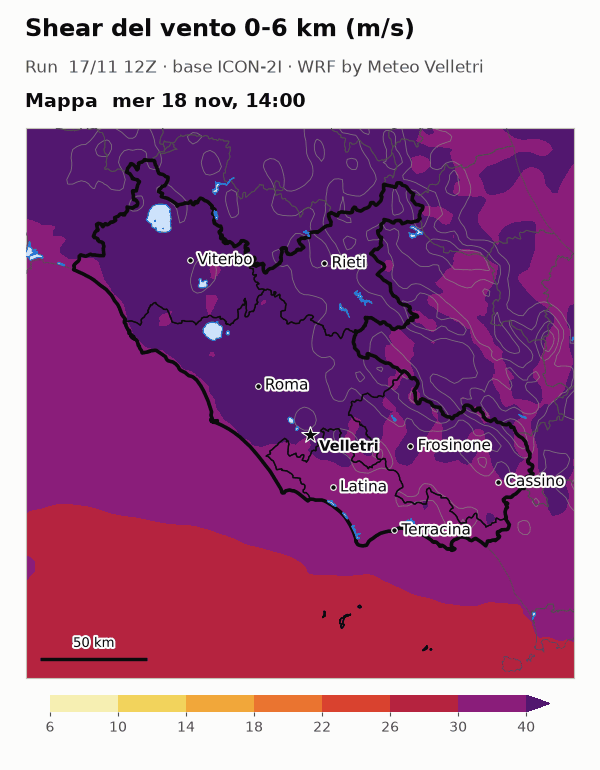 Shear del vento 0-6 km (m/s)
Run 17/11 12Z · base ICON-2I · WRF by Meteo Velletri
Mappa mer 18 nov, 14:00
Viterbo
Rieti
Roma
Velletri
Frosinone
Latina
Cassino
Terracina
50 km
6 10 14 18 22 26 30 40